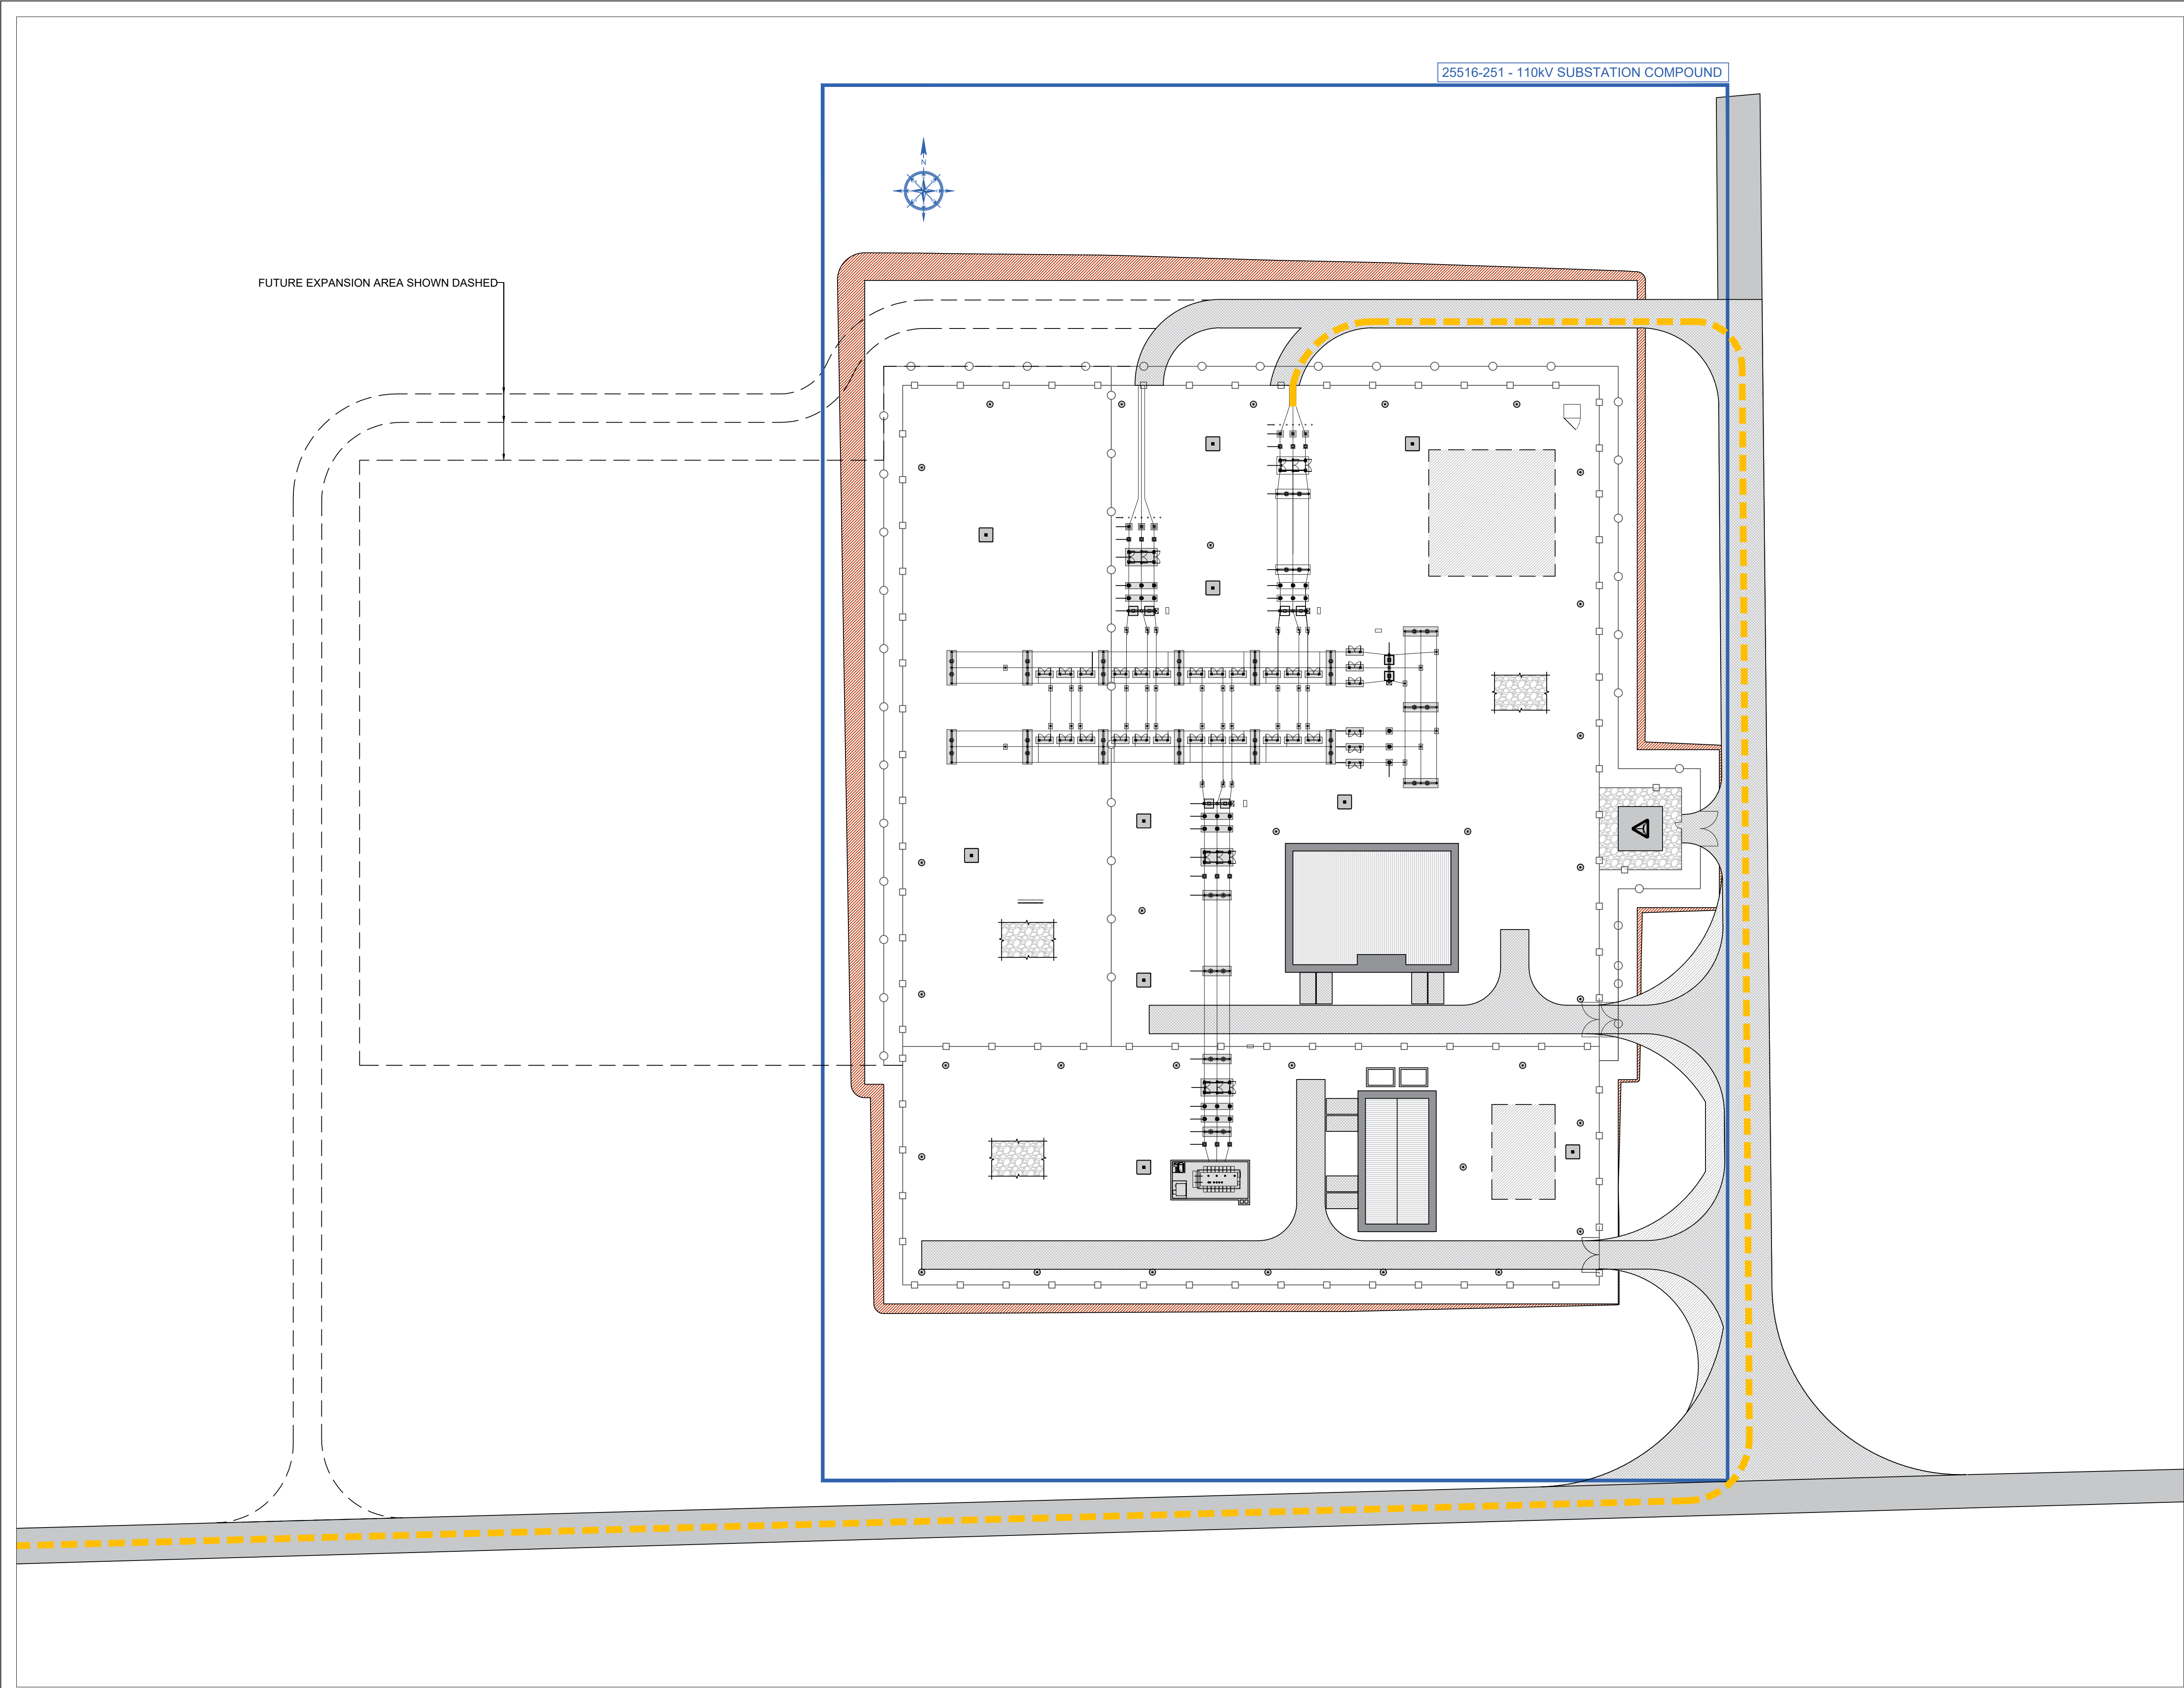 25516-251 - 110kV SUBSTATION COMPOUND
N
FUTURE EXPANSION AREA SHOWN DASHED